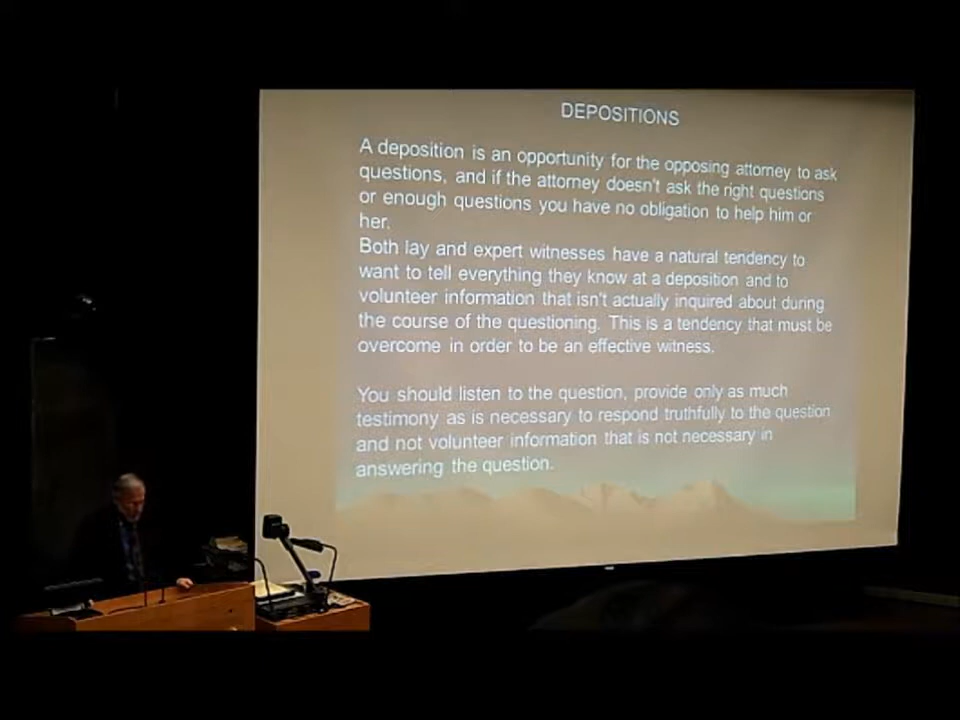 DEPOSITIONS
A deposition is an opportunity for the opposing attorney to ask
questions, and if the attorney doesn't ask the right questions
or enough questions you have no obligation to help him or
her.
Both lay and expert witnesses have a natural tendency to
want to tell everything they know at a deposition and to
volunteer information that isn't actually inquired about during
the course of the questioning. This is a tendency that must be
overcome in order to be an effective witness.
You should listen to the question, provide only as much
testimony as is necessary to respond truthfully to the question
and not volunteer information that is not necessary in
answering the question.